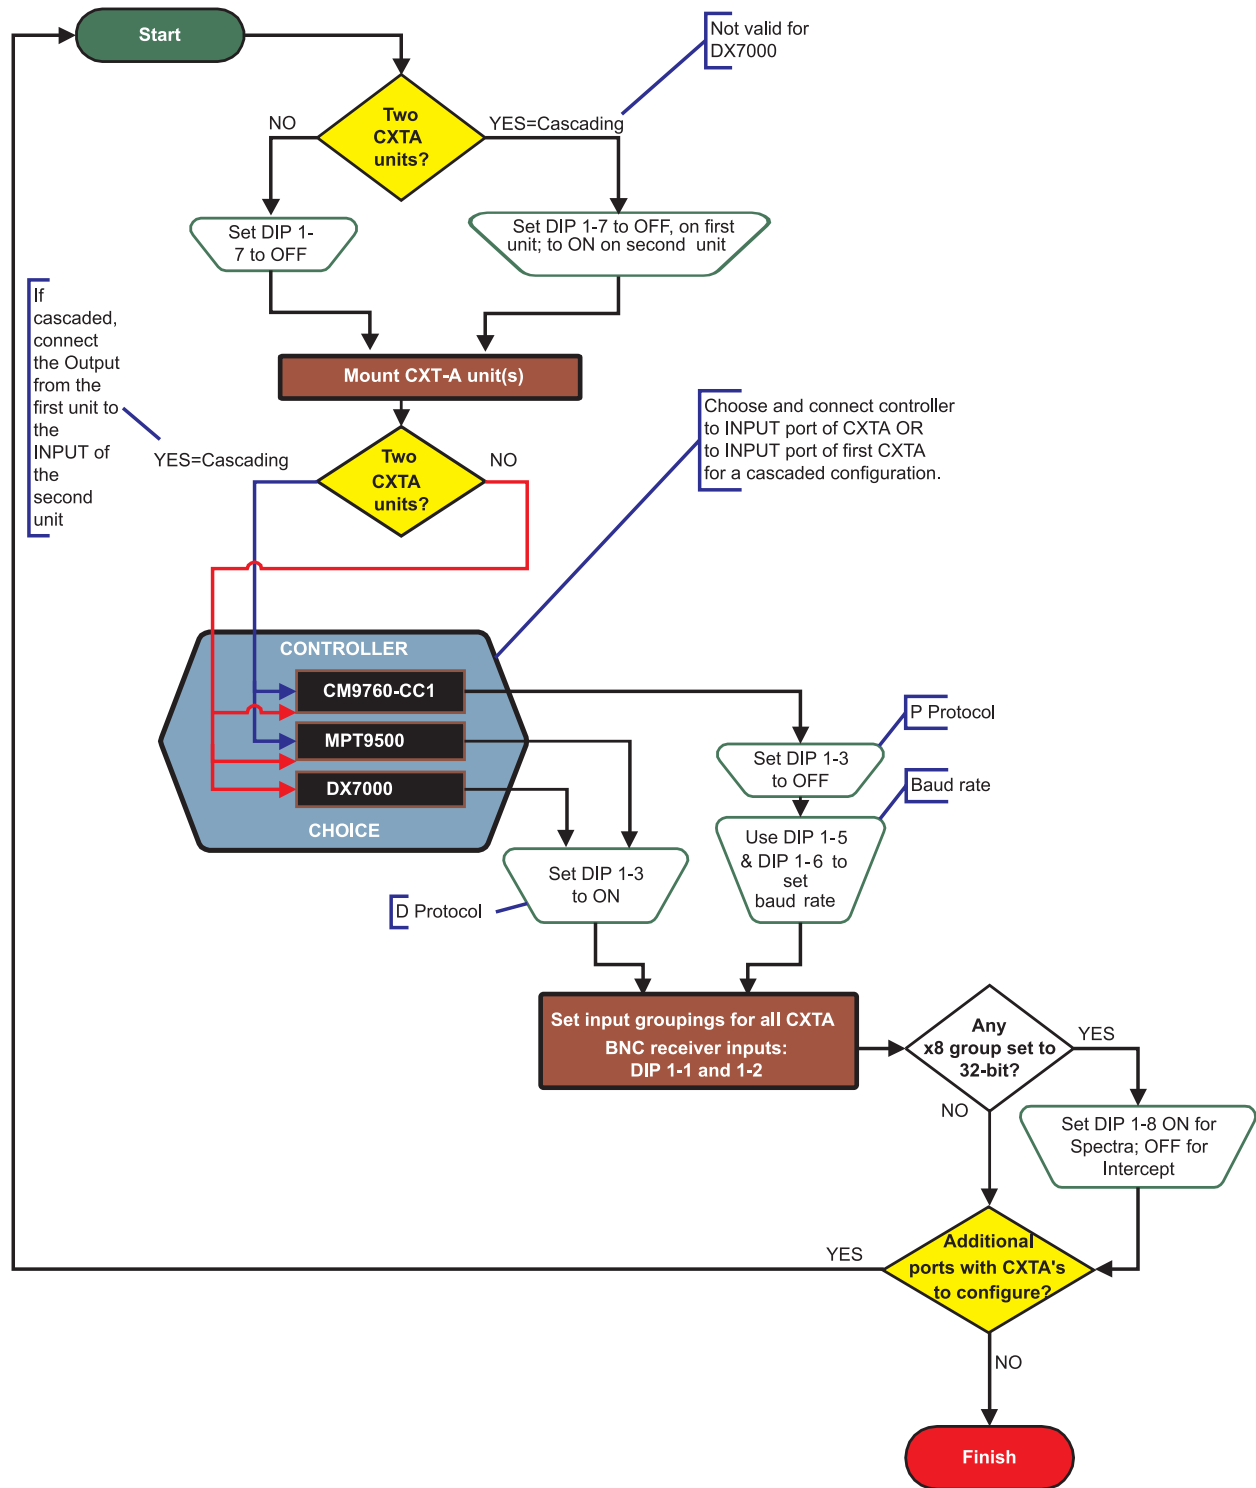 Start
Not valid for
DX7000
Two
CXTA
units?
NO
YES=Cascading
Set DIP 1-
7 to OFF
Set DIP 1-7 to OFF, on first
unit; to ON on second unit
If
cascaded,
connect
the Output
from the
first unit to
the
INPUT of
the
second
unit
Mount CXT-A unit(s)
Choose and connect controller
to INPUT port of CXTA OR
to INPUT port of first CXTA
for a cascaded configuration.
YES=Cascading
Two
CXTA
units?
NO
CONTROLLER
CM9760-CC1
MPT9500
DX7000
CHOICE
P Protocol
Set DIP 1-3
to OFF
Baud rate
Use DIP 1-5
& DIP 1-6 to
set
baud rate
Set DIP 1-3
to ON
D Protocol
Set input groupings for all CXTA
BNC receiver inputs:
DIP 1-1 and 1-2
Any
x8 group set to
32-bit?
YES
NO
Set DIP 1-8 ON for
Spectra; OFF for
Intercept
Additional
ports with CXTA's
to configure?
YES
NO
Finish